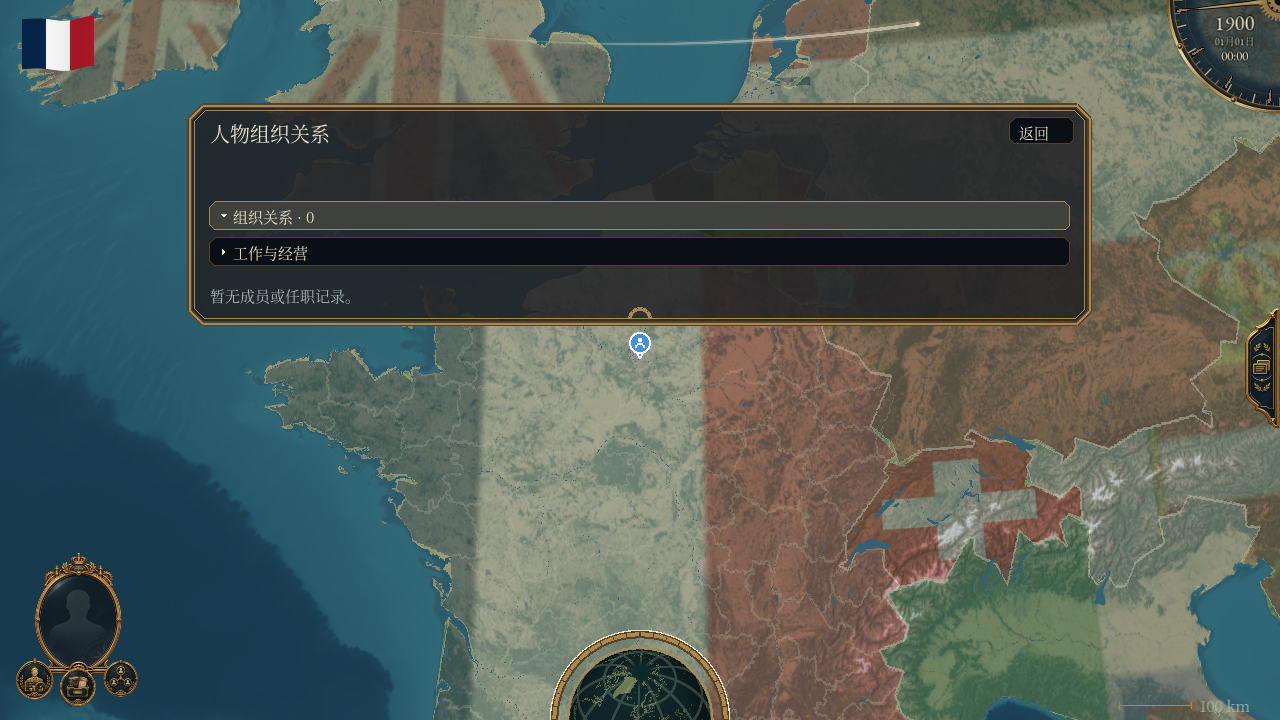 1900
01月01日
00:00
人物组织关系
返回
组织关系 · 0
工作与经营
暂无成员或任职记录。
100 km